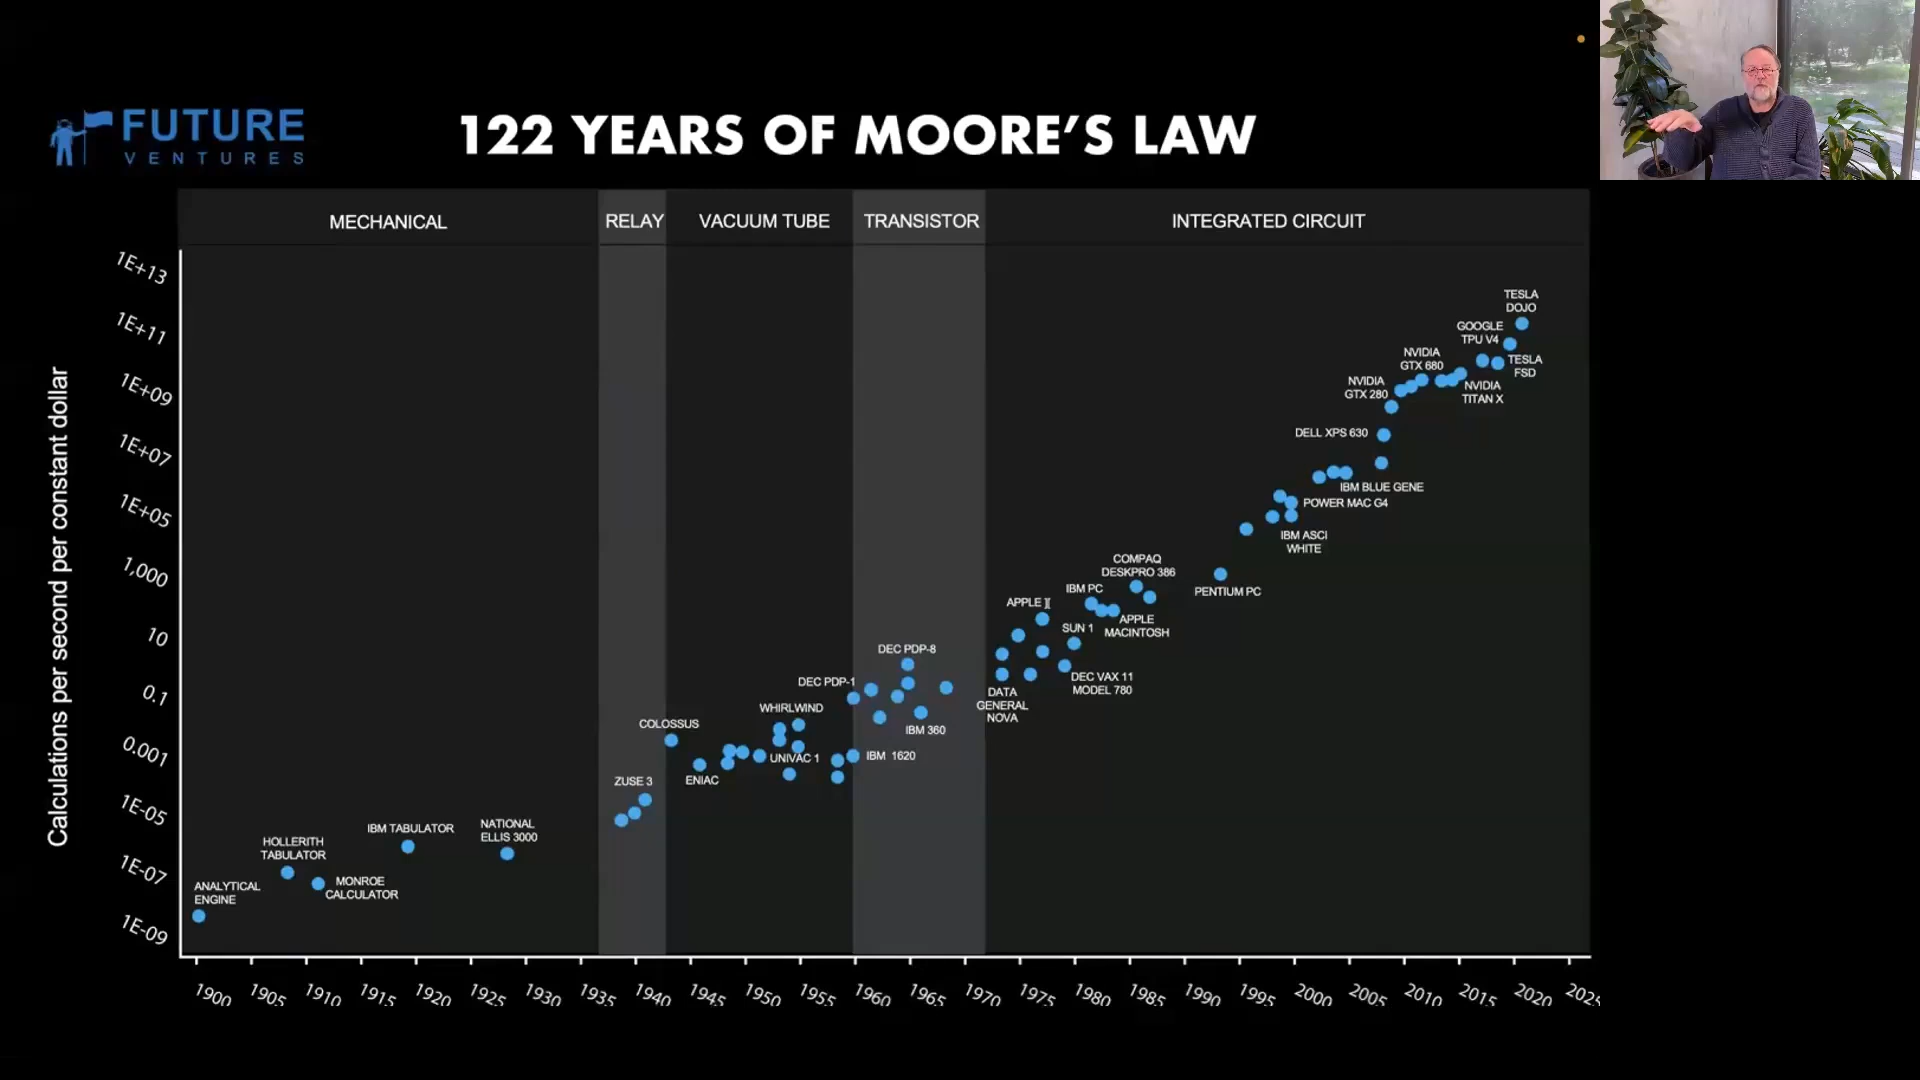 FUTURE
VENTURES
122 YEARS OF MOORE'S LAW
MECHANICAL
RELAY
VACUUM TUBE
TRANSISTOR
INTEGRATED CIRCUIT
Calculations per second per constant dollar
1E+13
1E+11
1E+09
1E+07
1E+05
1,000
10
0.1
0.001
1E-05
1E-07
1E-09
ANALYTICAL
ENGINE
HOLLERITH
TABULATOR
MONROE
CALCULATOR
IBM TABULATOR
NATIONAL
ELLIS 3000
ZUSE 3
COLOSSUS
ENIAC
WHIRLWIND
UNIVAC 1
DEC PDP-1
IBM 1620
DEC PDP-8
IBM 360
DATA
GENERAL
NOVA
APPLE ][
SUN 1
DEC VAX 11
MODEL 780
IBM PC
COMPAQ
DESKPRO 386
APPLE
MACINTOSH
PENTIUM PC
IBM ASCI
WHITE
POWER MAC G4
IBM BLUE GENE
DELL XPS 630
NVIDIA
GTX 280
NVIDIA
GTX 680
NVIDIA
TITAN X
GOOGLE
TPU V4
TESLA
FSD
TESLA
DOJO
1900
1905
1910
1915
1920
1925
1930
1935
1940
1945
1950
1955
1960
1965
1970
1975
1980
1985
1990
1995
2000
2005
2010
2015
2020
2025